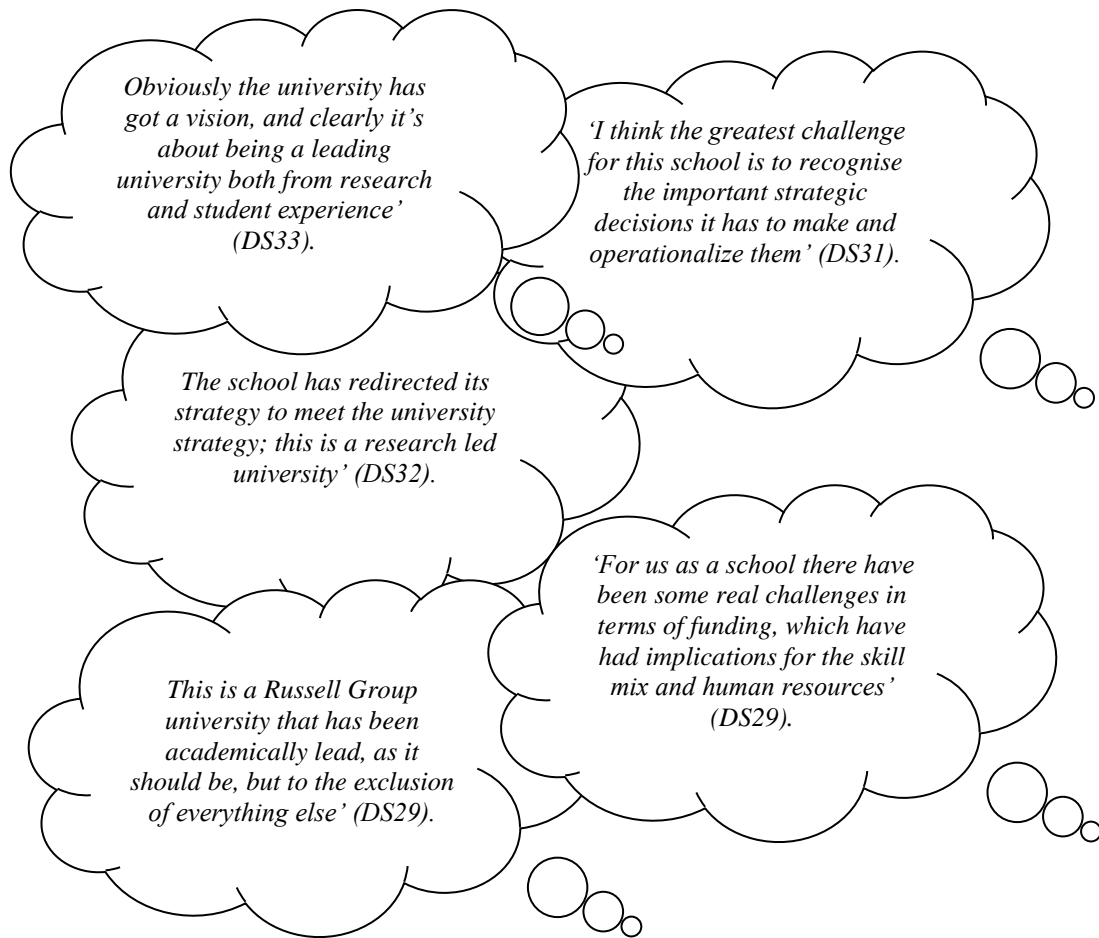 Obviously the university has
got a vision, and clearly it’s
about being a leading
university both from research
and student experience’
(DS33).
‘I think the greatest challenge
for this school is to recognise
the important strategic
decisions it has to make and
operationalize them’ (DS31).
The school has redirected its
strategy to meet the university
strategy; this is a research led
university’ (DS32).
‘For us as a school there have
been some real challenges in
terms of funding, which have
had implications for the skill
mix and human resources’
(DS29).
This is a Russell Group
university that has been
academically lead, as it
should be, but to the exclusion
of everything else’ (DS29).